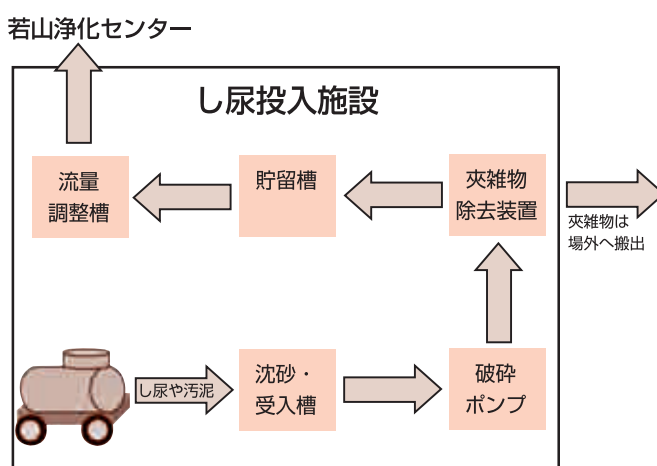 若山浄化センター
し尿投入施設
流量
調整槽
貯留槽
夾雑物
除去装置
夾雑物は
場外へ搬出
し尿や汚泥
沈砂・
受入槽
破砕
ポンプ